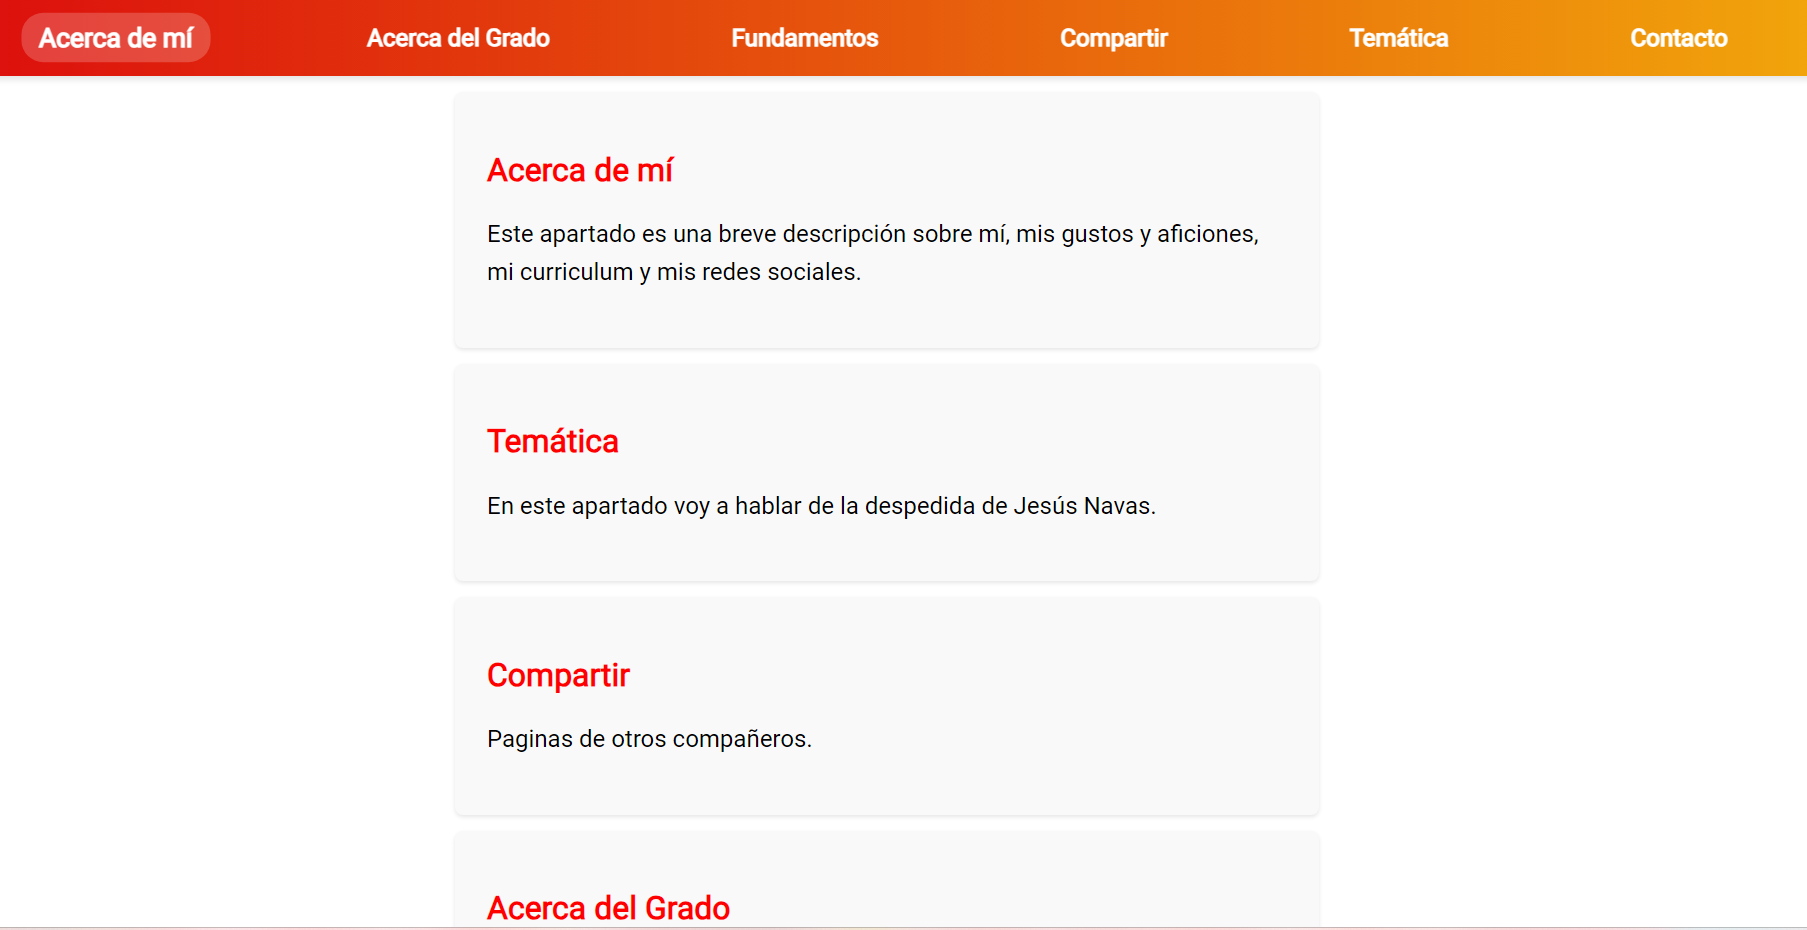 Acerca de mí
Acerca del Grado
Fundamentos
Compartir
Temática
Contacto
Acerca de mí
Este apartado es una breve descripción sobre mí, mis gustos y aficiones,
mi curriculum y mis redes sociales.
Temática
En este apartado voy a hablar de la despedida de Jesús Navas.
Compartir
Paginas de otros compañeros.
Acerca del Grado